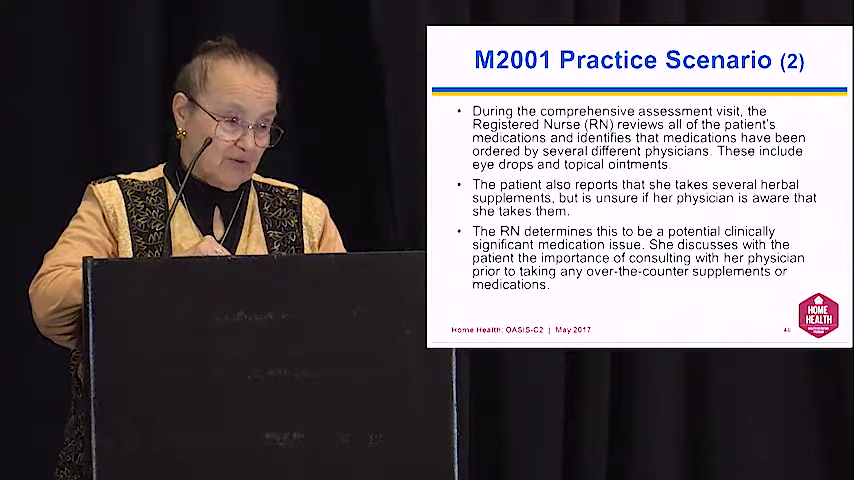 M2001 Practice Scenario (2)
• During the comprehensive assessment visit, the
Registered Nurse (RN) reviews all of the patient's
medications and identifies that medications have been
ordered by several different physicians. These include
eye drops and topical ointments.
• The patient also reports that she takes several herbal
supplements, but is unsure if her physician is aware that
she takes them.
• The RN determines this to be a potential clinically
significant medication issue. She discusses with the
patient the importance of consulting with her physician
prior to taking any over-the-counter supplements or
medications.
Home Health: OASIS-C2 | May 2017
HOME
HEALTH